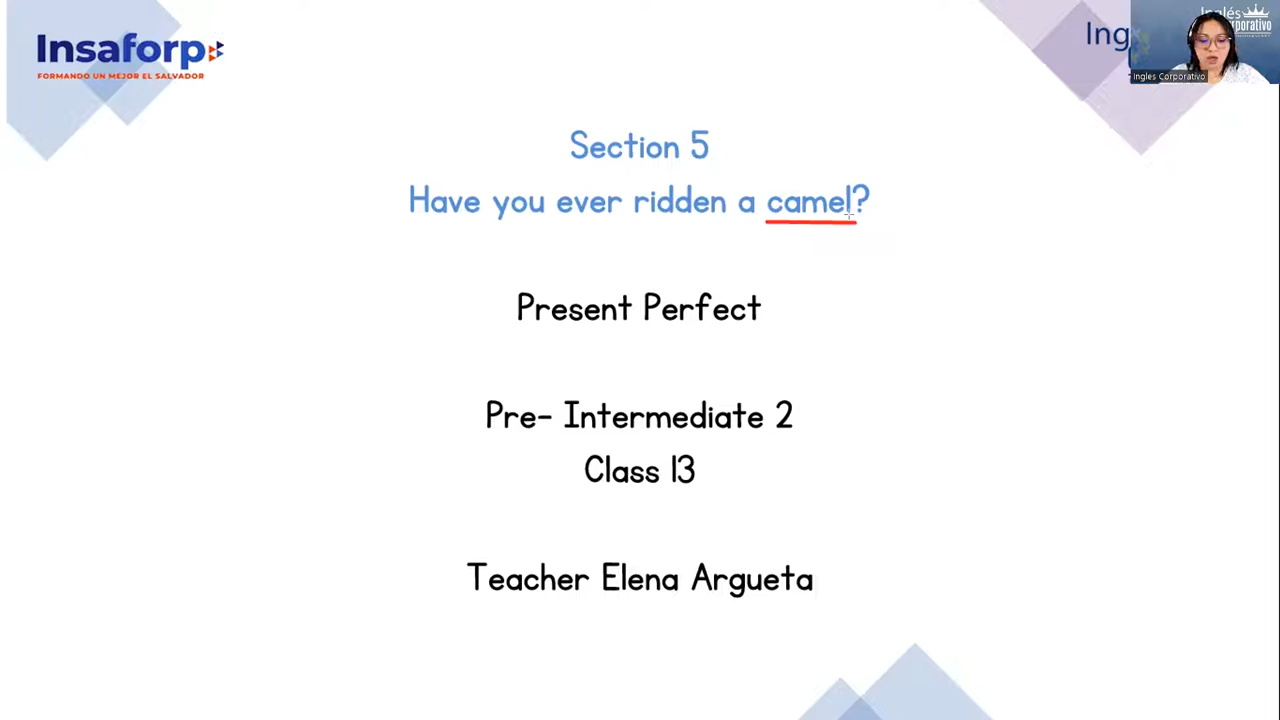 Insaforp
FORMANDO UN MEJOR EL SALVADOR
Section 5
Have you ever ridden a camel?
Present Perfect
Pre- Intermediate 2
Class 13
Teacher Elena Argueta
Ing
Inglés
Ingles Corporativo